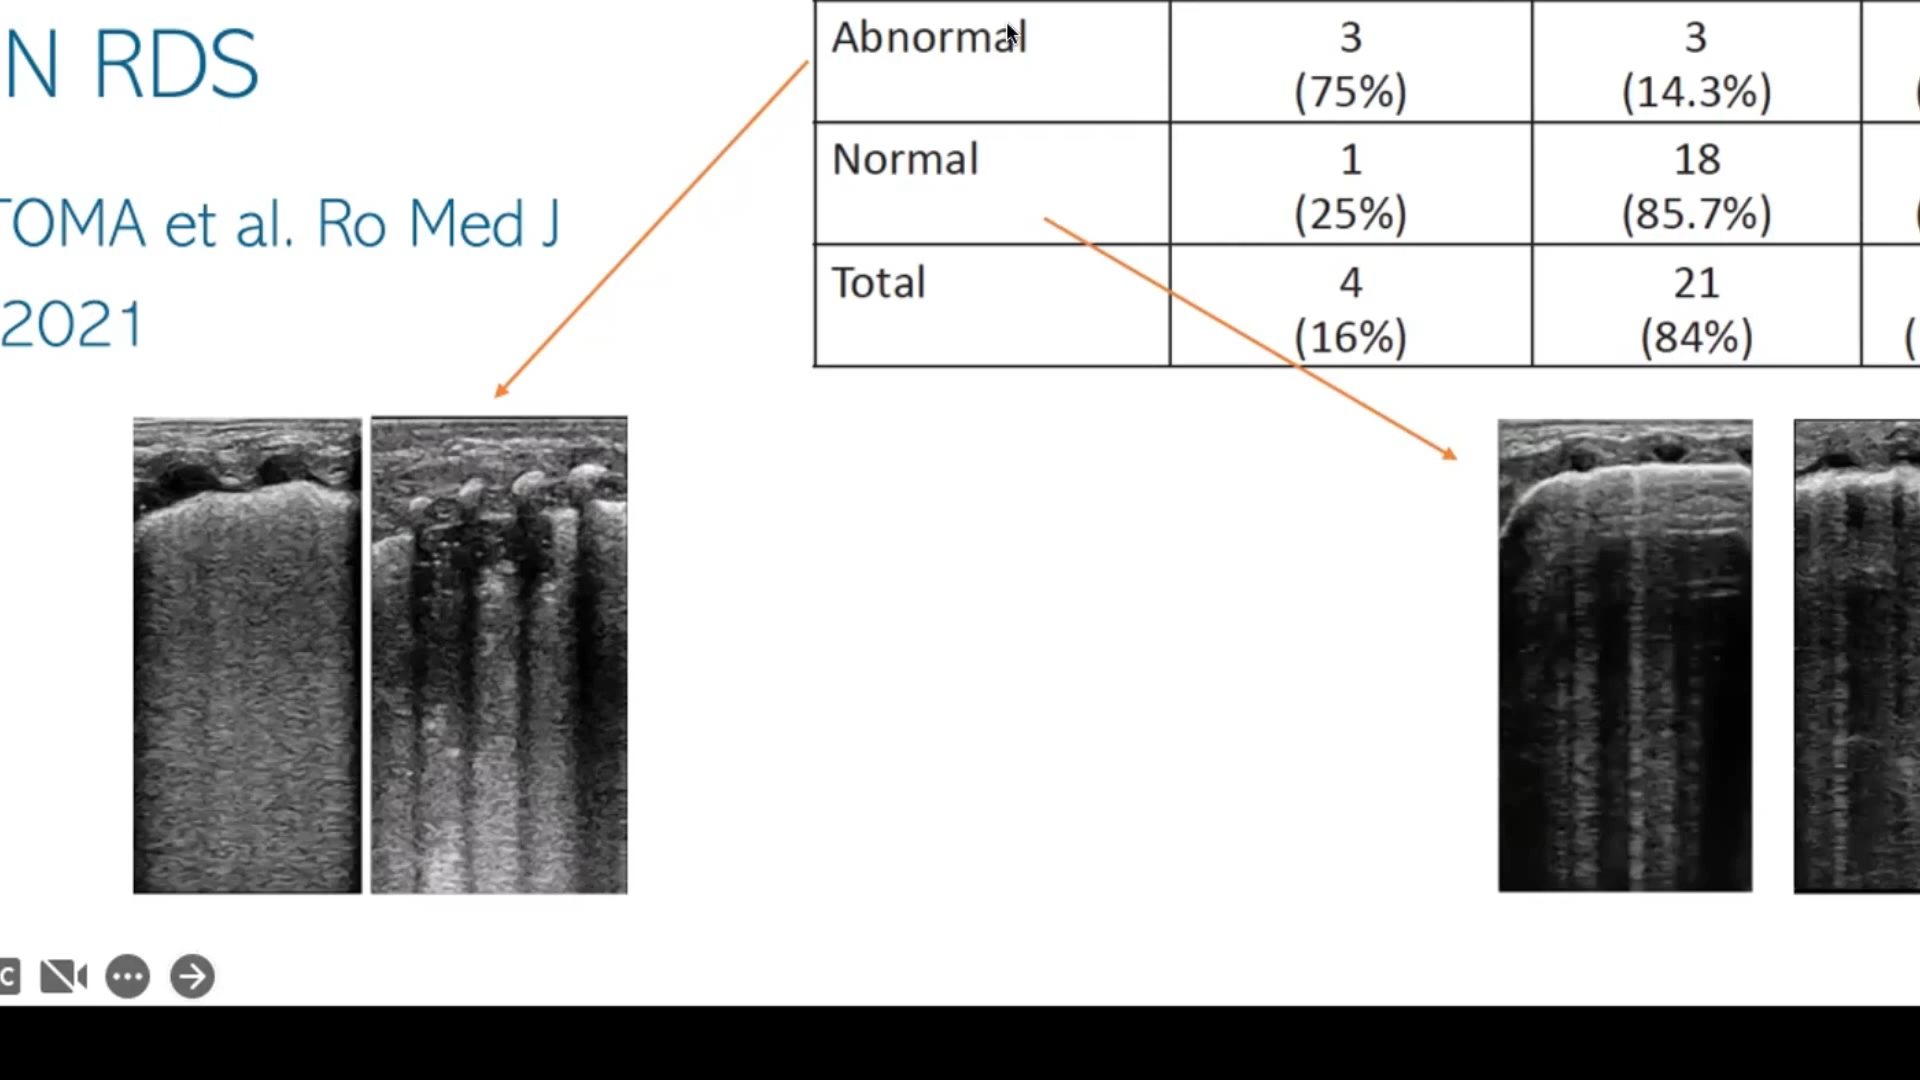 N RDS
TOMA et al. Ro Med J
2021
Abnormal 3 3
(75%) (14.3%)
Normal 1 18
(25%) (85.7%)
Total 4 21
(16%) (84%)